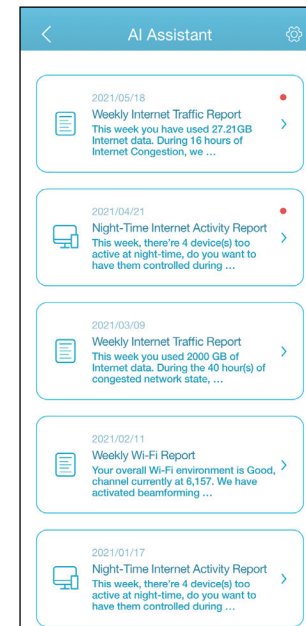 AI Assistant
2021/05/18
Weekly Internet Traffic Report
This week you have used 27.21GB
Internet data. During 16 hours of
Internet Congestion, we ...
2021/04/21
Night-Time Internet Activity Report
This week, there're 4 device(s) too
active at night-time, do you want to
have them controlled during ...
2021/03/09
Weekly Internet Traffic Report
This week you used 2000 GB of
Internet data. During the 40 hour(s) of
congested network state, ...
2021/02/11
Weekly Wi-Fi Report
Your overall Wi-Fi environment is Good,
channel currently at 6,157. We have
activated beamforming ...
2021/01/17
Night-Time Internet Activity Report
This week, there're 4 device(s) too
active at night-time, do you want to
have them controlled during ...